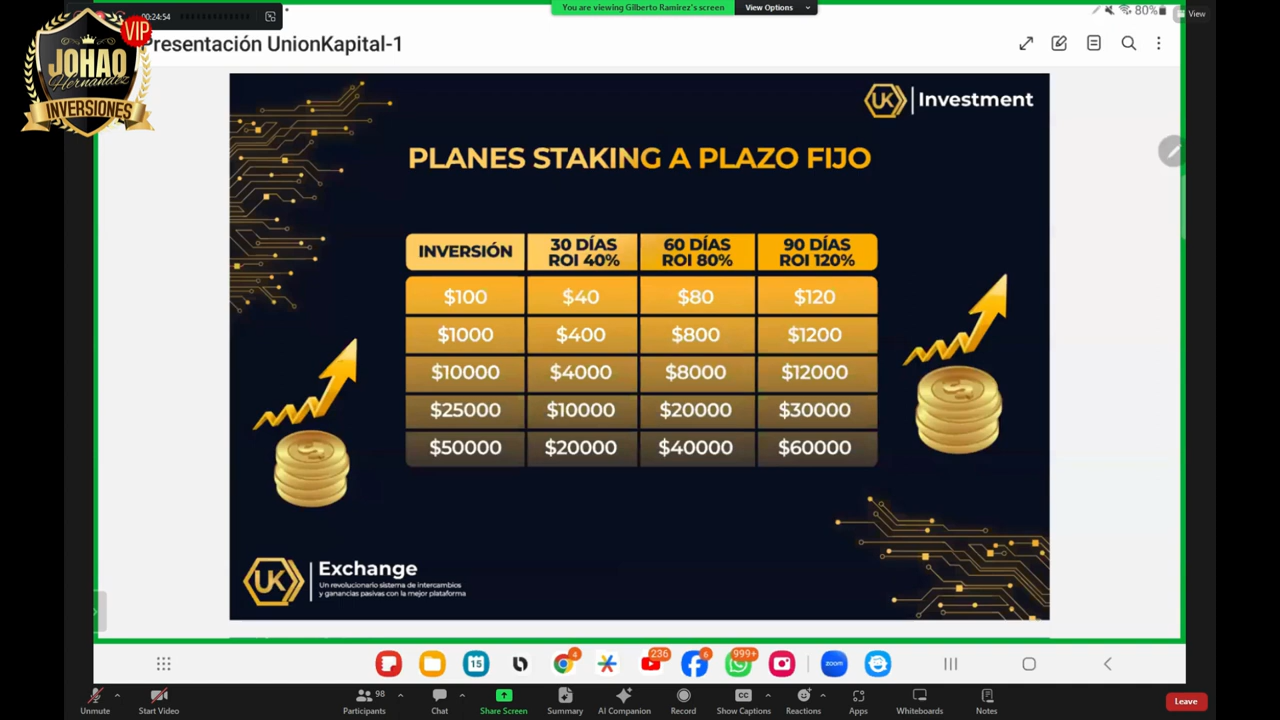 00:24:54
You are viewing Gilberto Ramirez's screen
View Options
80%
View
VIP
JOHAO
Hernandez
INVERSIONES
Presentación UnionKapital-1
UK Investment
PLANES STAKING A PLAZO FIJO
INVERSIÓN 30 DÍAS ROI 40% 60 DÍAS ROI 80% 90 DÍAS ROI 120%
$100 $40 $80 $120
$1000 $400 $800 $1200
$10000 $4000 $8000 $12000
$25000 $10000 $20000 $30000
$50000 $20000 $40000 $60000
UK Exchange
Un revolucionario sistema de intercambios
y ganancias pasivas con la mejor plataforma
15 4 236 6 999+ zoom
98 CC
Unmute Start Video Participants Chat Share Screen Summary AI Companion Record Show Captions Reactions Apps Whiteboards Notes Leave